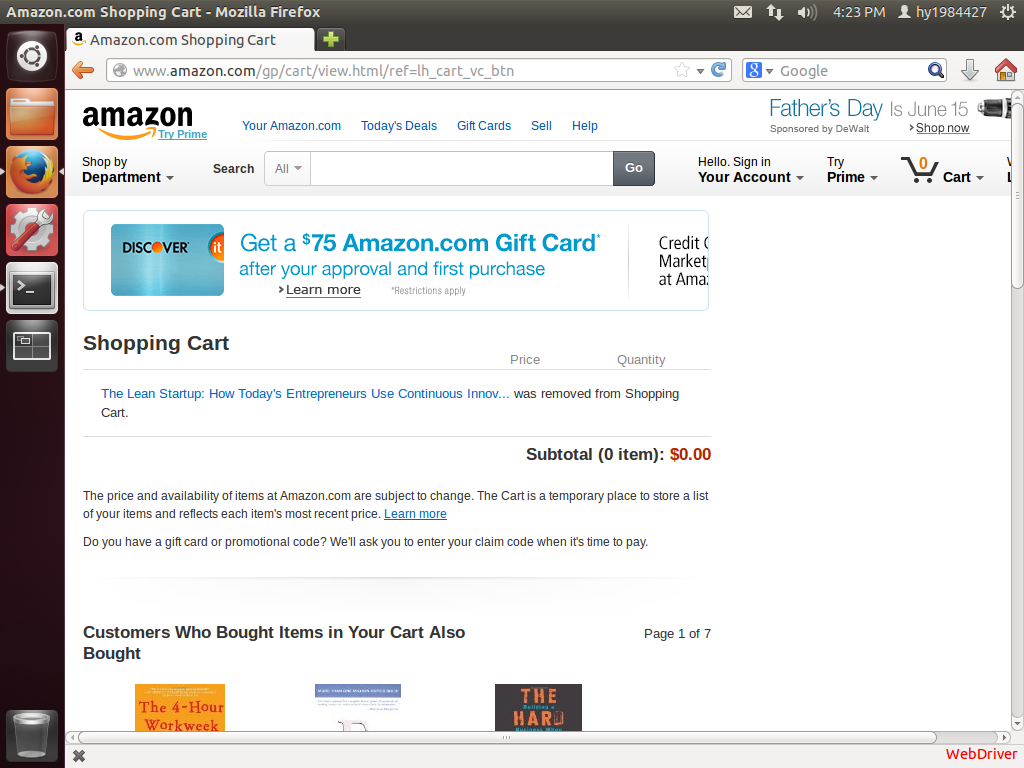 Amazon.com Shopping Cart - Mozilla Firefox
4:23 PM hy1984427
Amazon.com Shopping Cart
www.amazon.com/gp/cart/view.html/ref=lh_cart_vc_btn
Google
amazon
Try Prime
Your Amazon.com Today's Deals Gift Cards Sell Help
Father's Day Is June 15
Sponsored by DeWalt
Shop now
Shop by
Department
Search
All
Go
Hello. Sign in
Your Account
Try
Prime
0
Cart
DISCOVER it
Get a $75 Amazon.com Gift Card*
after your approval and first purchase
Learn more *Restrictions apply
Credit
Market
at Ama
Shopping Cart
Price Quantity
The Lean Startup: How Today's Entrepreneurs Use Continuous Innov... was removed from Shopping
Cart.
Subtotal (0 item): $0.00
The price and availability of items at Amazon.com are subject to change. The Cart is a temporary place to store a list
of your items and reflects each item's most recent price. Learn more
Do you have a gift card or promotional code? We'll ask you to enter your claim code when it's time to pay.
Customers Who Bought Items in Your Cart Also
Bought
Page 1 of 7
The 4-Hour
Workweek
THE
HARD
WebDriver